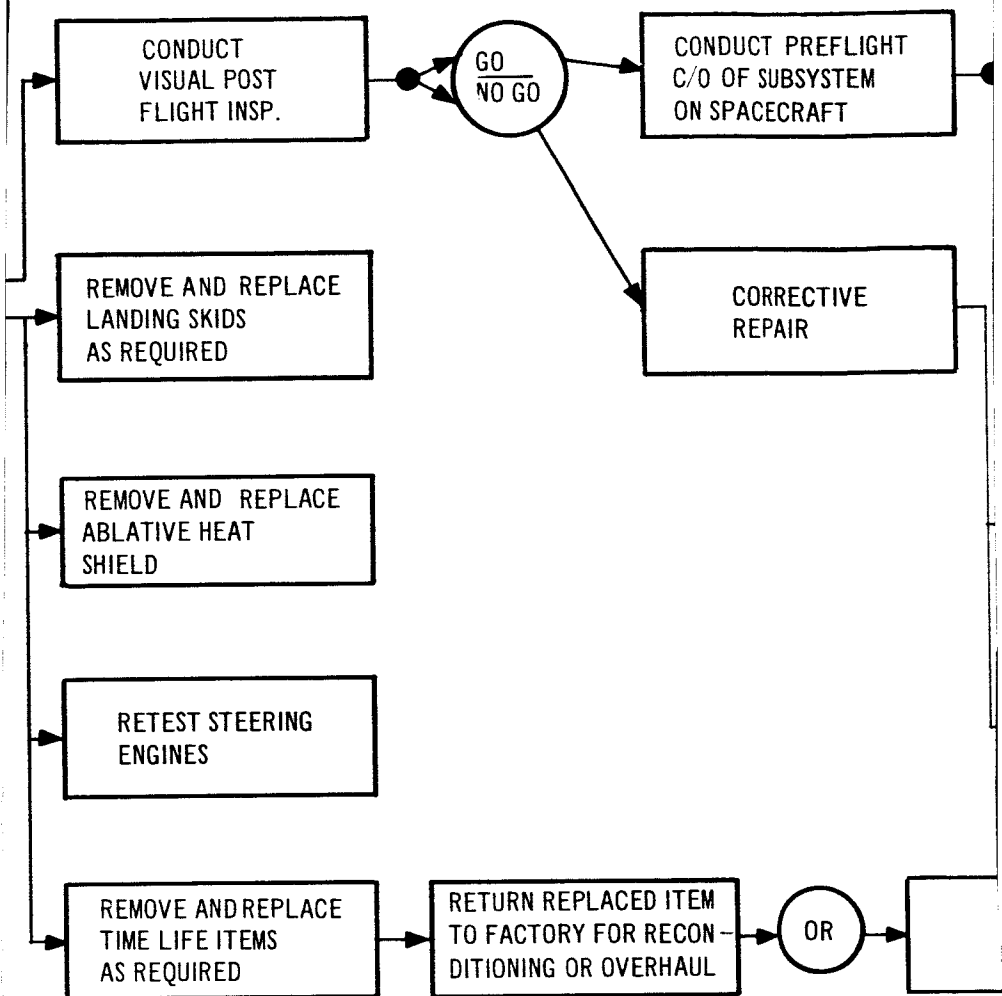 CONDUCT
VISUAL POST
FLIGHT INSP.
GO
NO GO
CONDUCT PREFLIGHT
C/O OF SUBSYSTEM
ON SPACECRAFT
REMOVE AND REPLACE
LANDING SKIDS
AS REQUIRED
CORRECTIVE
REPAIR
REMOVE AND REPLACE
ABLATIVE HEAT
SHIELD
RETEST STEERING
ENGINES
REMOVE AND REPLACE
TIME LIFE ITEMS
AS REQUIRED
RETURN REPLACED ITEM
TO FACTORY FOR RECON-
DITIONING OR OVERHAUL
OR